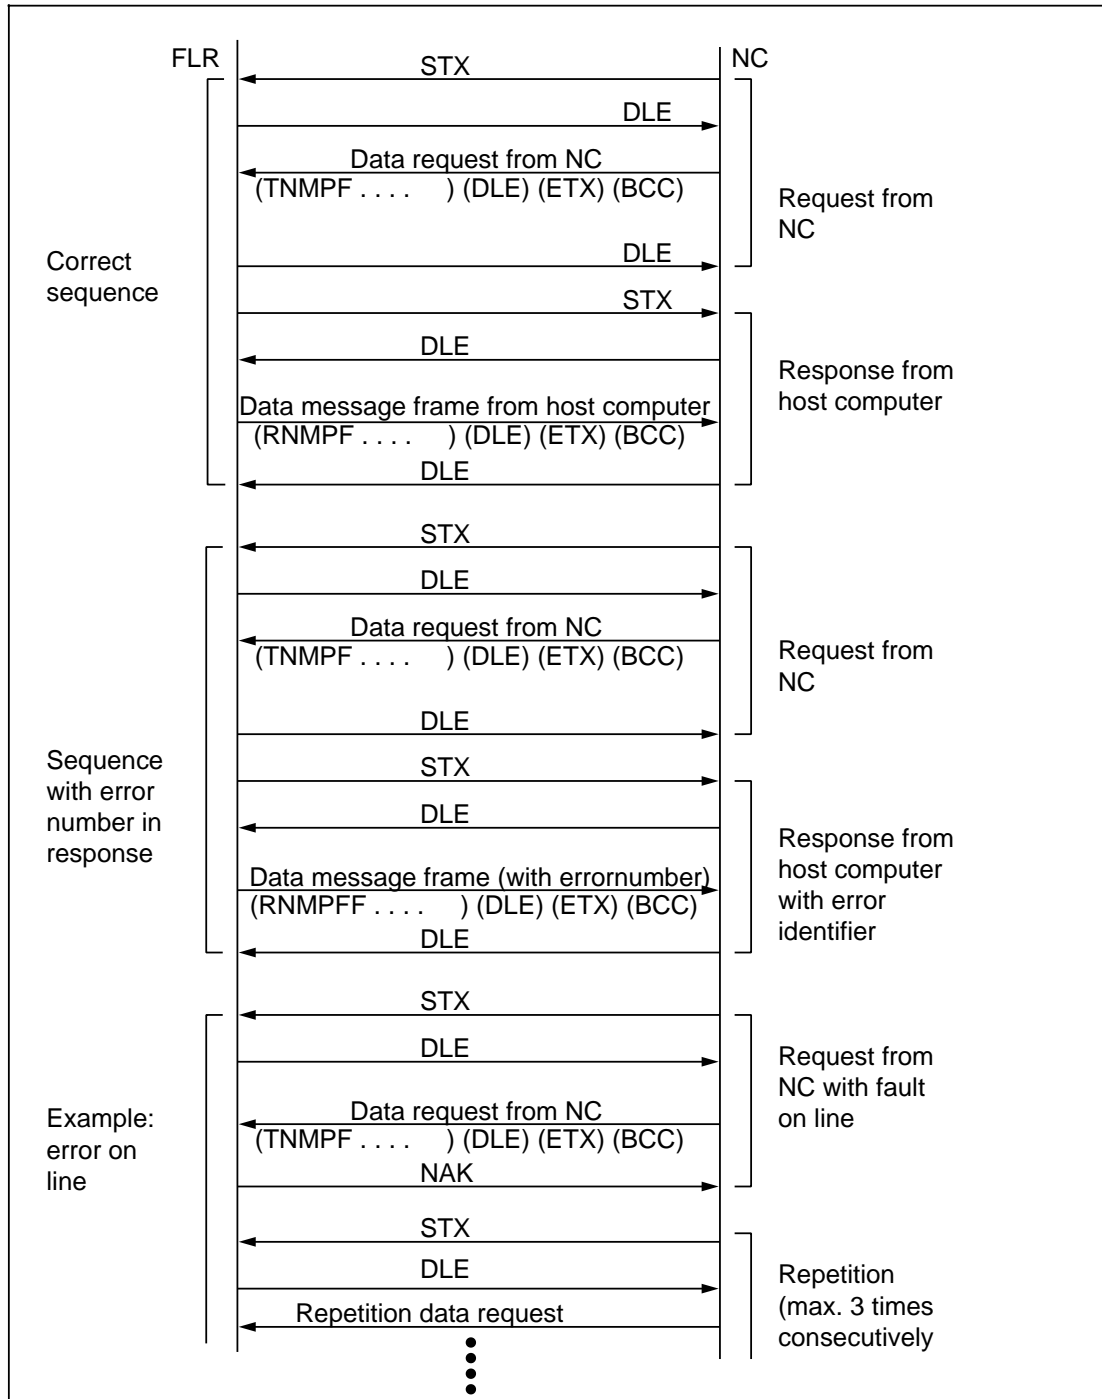 FLR
NC
STX
DLE
Data request from NC
(TNMPF . . . . ) (DLE) (ETX) (BCC)
DLE
Request from
NC
Correct
sequence
STX
DLE
Data message frame from host computer
(RNMPF . . . . ) (DLE) (ETX) (BCC)
DLE
Response from
host computer
STX
DLE
Data request from NC
(TNMPF . . . . ) (DLE) (ETX) (BCC)
DLE
Request from
NC
Sequence
with error
number in
response
STX
DLE
Data message frame (with errornumber)
(RNMPFF . . . . ) (DLE) (ETX) (BCC)
DLE
Response from
host computer
with error
identifier
STX
DLE
Data request from NC
(TNMPF . . . . ) (DLE) (ETX) (BCC)
NAK
Request from
NC with fault
on line
Example:
error on
line
STX
DLE
Repetition data request
Repetition
(max. 3 times
consecutively